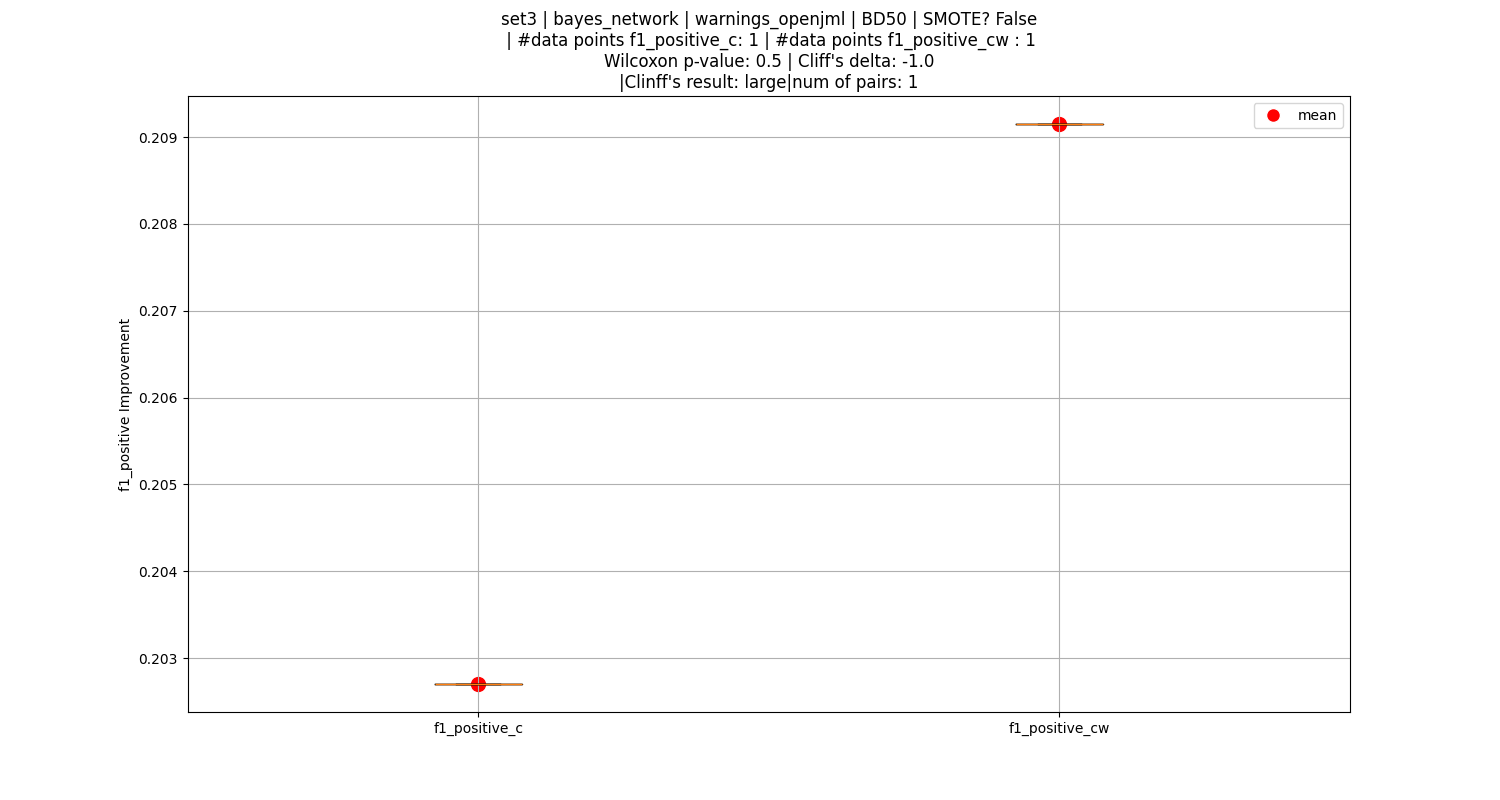 set3 | bayes_network | warnings_openjml | BD50 | SMOTE? False
| #data points f1_positive_c: 1 | #data points f1_positive_cw : 1
Wilcoxon p-value: 0.5 | Cliff's delta: -1.0
|Clinff's result: large|num of pairs: 1
mean
0.209
0.208
0.207
0.206
0.205
0.204
0.203
f1_positive Improvement
f1_positive_c
f1_positive_cw